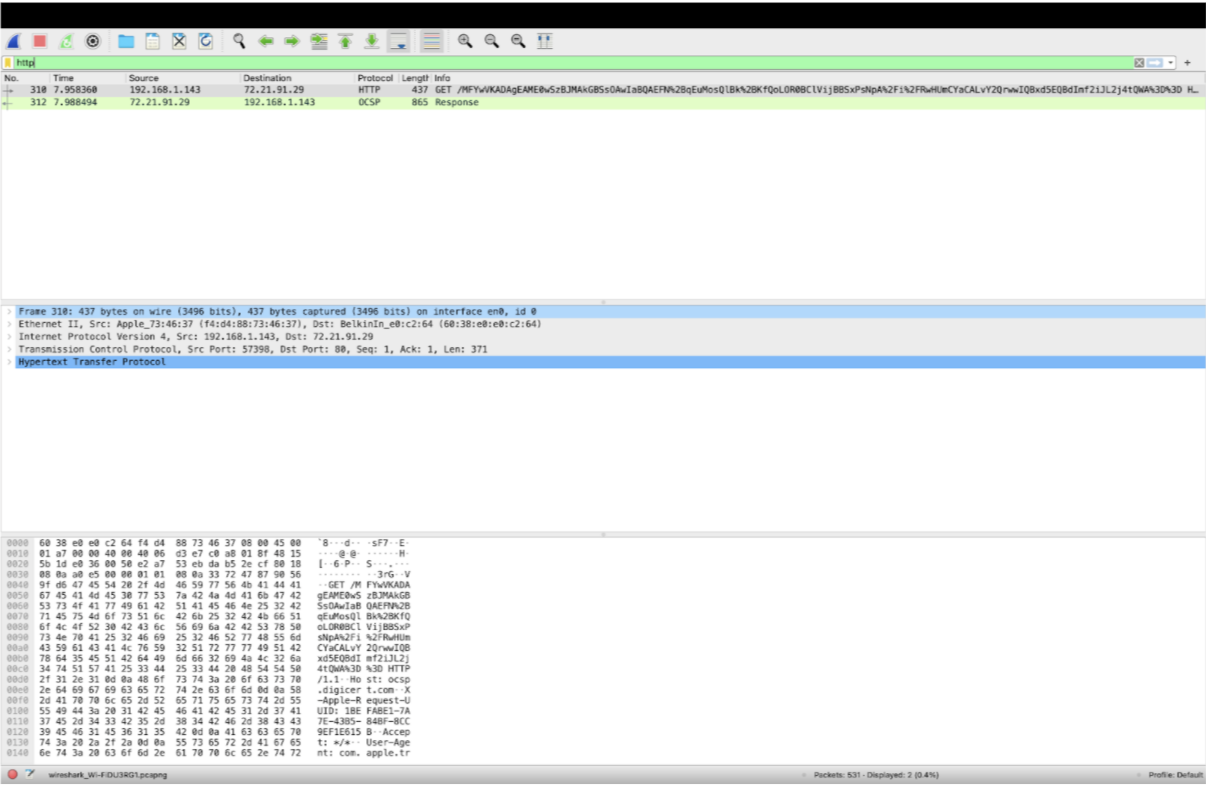 http
No. Time Source Destination Protocol Length Info
310 7.958360 192.168.1.143 72.21.91.29 HTTP 437 GET /MFYwVKADAgEAME0wSzBJMAkGBSsOAwIaBQAEFN%2BqEuMosQlBk%2BKfQoLOR0BClVijBBSxPsNpA%2Fi%2FRwHUmCYaCALvY2QrwwIQBxd5EQBdImf2iJL2j4tQWA%3D%3D H…
312 7.988494 72.21.91.29 192.168.1.143 OCSP 865 Response
Frame 310: 437 bytes on wire (3496 bits), 437 bytes captured (3496 bits) on interface en0, id 0
Ethernet II, Src: Apple_73:46:37 (f4:d4:88:73:46:37), Dst: BelkinIn_e0:c2:64 (60:38:e0:e0:c2:64)
Internet Protocol Version 4, Src: 192.168.1.143, Dst: 72.21.91.29
Transmission Control Protocol, Src Port: 57398, Dst Port: 80, Seq: 1, Ack: 1, Len: 371
Hypertext Transfer Protocol
0000 60 38 e0 e0 c2 64 f4 d4 88 73 46 37 08 00 45 00 `8···d·· ·sF7··E·
0010 01 a7 00 00 40 00 40 06 d3 e7 c0 a8 01 8f 48 15 ····@·@· ······H·
0020 5b 1d e0 36 00 50 e2 a7 53 eb da b5 2e cf 80 18 [··6·P·· S···.···
0030 08 0a a0 e5 00 00 01 01 08 0a 33 72 47 87 90 56 ········ ··3rG··V
0040 9f d6 47 45 54 20 2f 4d 46 59 77 56 4b 41 44 41 ··GET /M FYwVKADA
0050 67 45 41 4d 45 30 77 53 7a 42 4a 4d 41 6b 47 42 gEAME0wS zBJMAkGB
0060 53 73 4f 41 77 49 61 42 51 41 45 46 4e 25 32 42 SsOAwIaB QAEFN%2B
0070 71 45 75 4d 6f 73 51 6c 42 6b 25 32 42 4b 66 51 qEuMosQl Bk%2BKfQ
0080 6f 4c 4f 52 30 42 43 6c 56 69 6a 42 42 53 78 50 oLOR0BCl VijBBSxP
0090 73 4e 70 41 25 32 46 69 25 32 46 52 77 48 55 6d sNpA%2Fi %2FRwHUm
00a0 43 59 61 43 41 4c 76 59 32 51 72 77 77 49 51 42 CYaCALvY 2QrwwIQB
00b0 78 64 35 45 51 42 64 49 6d 66 32 69 4a 4c 32 6a xd5EQBdI mf2iJL2j
00c0 34 74 51 57 41 25 33 44 25 33 44 20 48 54 54 50 4tQWA%3D %3D HTTP
00d0 2f 31 2e 31 0d 0a 48 6f 73 74 3a 20 6f 63 73 70 /1.1··Ho st: ocsp
00e0 2e 64 69 67 69 63 65 72 74 2e 63 6f 6d 0d 0a 58 .digicer t.com··X
00f0 2d 41 70 70 6c 65 2d 52 65 71 75 65 73 74 2d 55 -Apple-R equest-U
0100 55 49 44 3a 20 31 42 45 46 41 42 45 31 2d 37 41 UID: 1BE FABE1-7A
0110 37 45 2d 34 33 42 35 2d 38 34 42 46 2d 38 43 43 7E-43B5- 84BF-8CC
0120 39 45 46 31 45 36 31 35 42 0d 0a 41 63 63 65 70 9EF1E615 B··Accep
0130 74 3a 20 2a 2f 2a 0d 0a 55 73 65 72 2d 41 67 65 t: */*·· User-Age
0140 6e 74 3a 20 63 6f 6d 2e 61 70 70 6c 65 2e 74 72 nt: com. apple.tr
wireshark_Wi-FiDU3RG1.pcapng Packets: 531 · Displayed: 2 (0.4%) Profile: Default